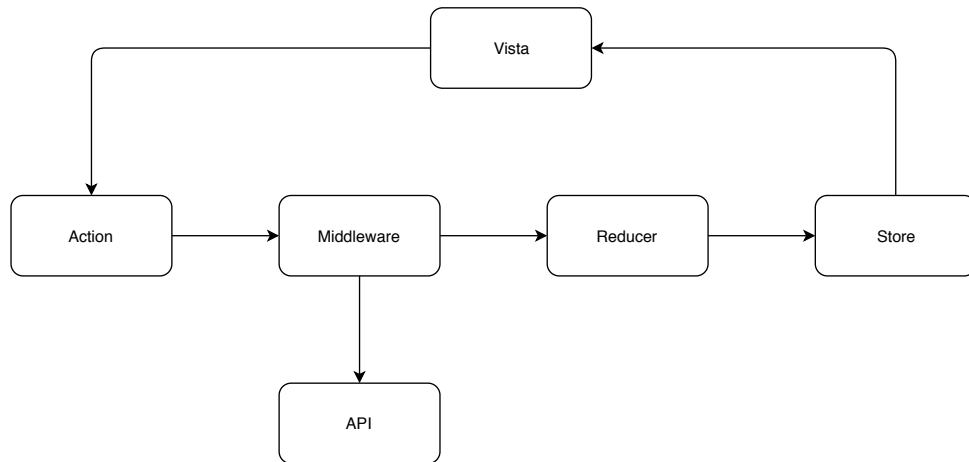 Vista
Action
Middleware
Reducer
Store
API